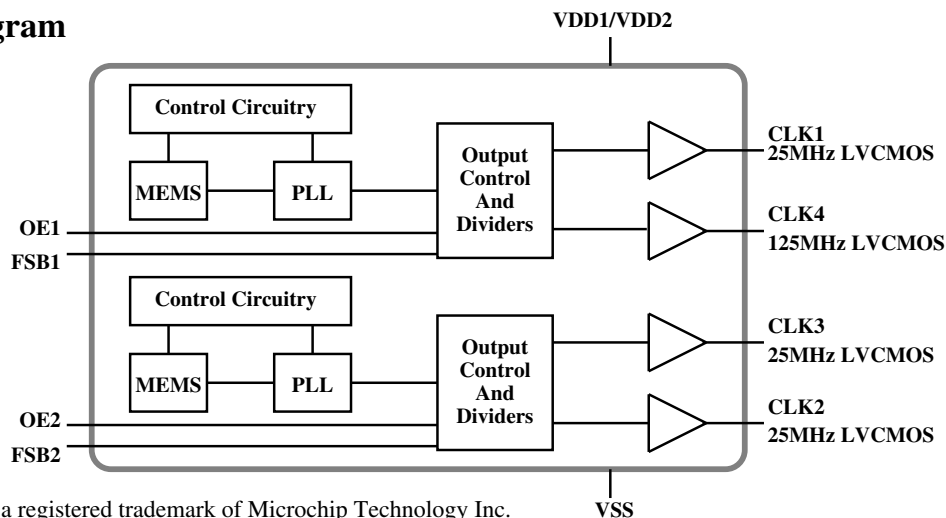 VDD1/VDD2
Control Circuitry
MEMS
PLL
Output
Control
And
Dividers
CLK1
25MHz LVCMOS
CLK4
125MHz LVCMOS
OE1
FSB1
Control Circuitry
MEMS
PLL
Output
Control
And
Dividers
CLK3
25MHz LVCMOS
CLK2
25MHz LVCMOS
OE2
FSB2
a registered trademark of Microchip Technology Inc.
VSS